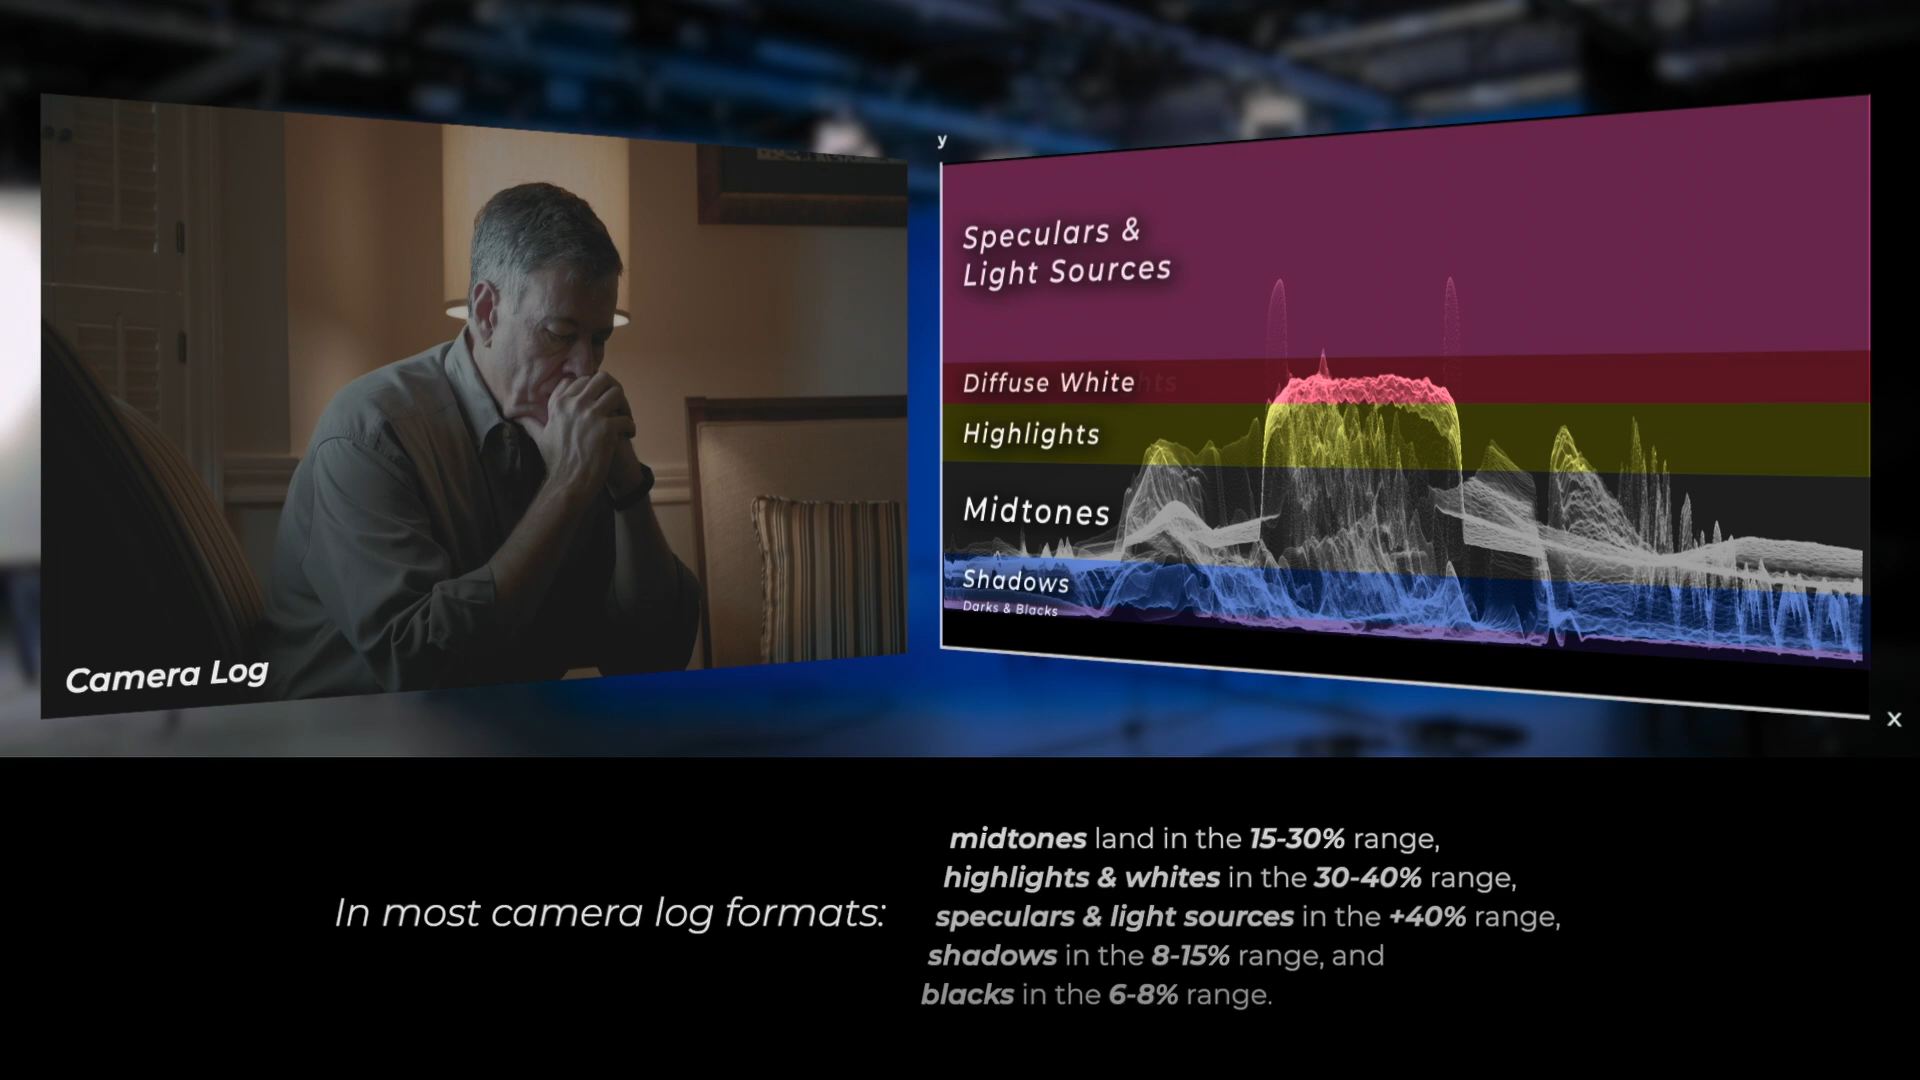 y
Speculars &
Light Sources
Diffuse White
Highlights
Midtones
Shadows
Darks & Blacks
x
Camera Log
In most camera log formats:
midtones land in the 15-30% range,
highlights & whites in the 30-40% range,
speculars & light sources in the +40% range,
shadows in the 8-15% range, and
blacks in the 6-8% range.